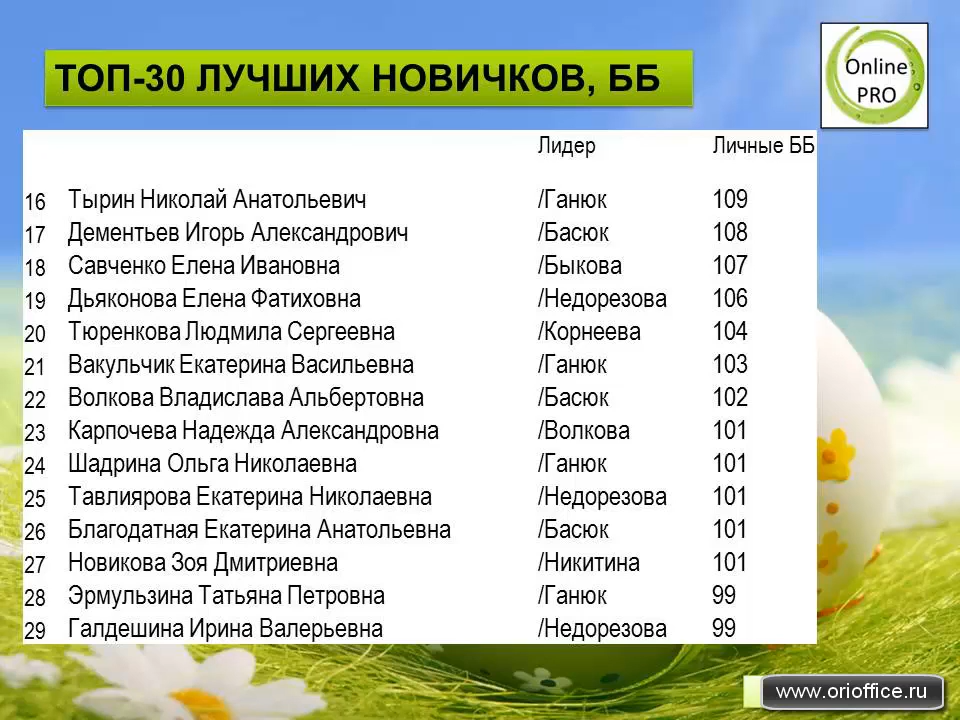 ТОП-30 ЛУЧШИХ НОВИЧКОВ, ББ
Online
PRO
Лидер Личные ББ
16 Тырин Николай Анатольевич /Ганюк 109
17 Дементьев Игорь Александрович /Басюк 108
18 Савченко Елена Ивановна /Быкова 107
19 Дьяконова Елена Фатиховна /Недорезова 106
20 Тюренкова Людмила Сергеевна /Корнеева 104
21 Вакульчик Екатерина Васильевна /Ганюк 103
22 Волкова Владислава Альбертовна /Басюк 102
23 Карпочева Надежда Александровна /Волкова 101
24 Шадрина Ольга Николаевна /Ганюк 101
25 Тавлиярова Екатерина Николаевна /Недорезова 101
26 Благодатная Екатерина Анатольевна /Басюк 101
27 Новикова Зоя Дмитриевна /Никитина 101
28 Эрмульзина Татьяна Петровна /Ганюк 99
29 Галдешина Ирина Валерьевна /Недорезова 99
www.orioffice.ru